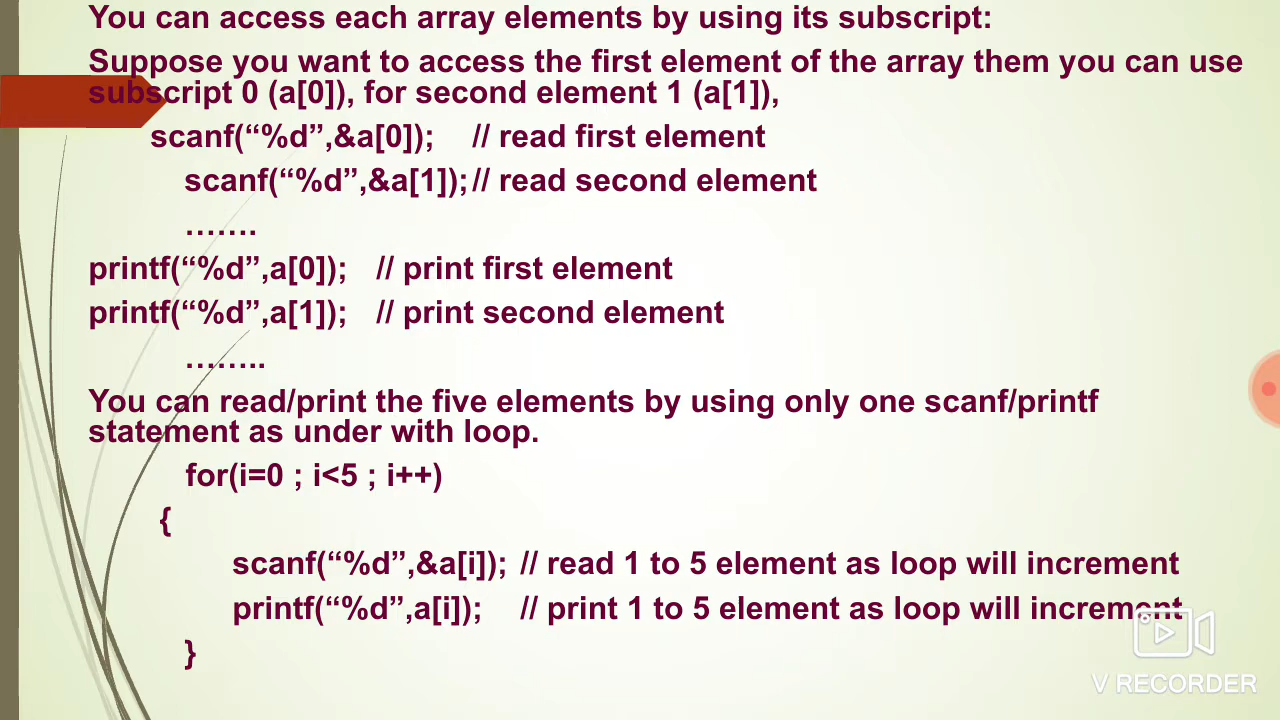 You can access each array elements by using its subscript:
Suppose you want to access the first element of the array them you can use
subscript 0 (a[0]), for second element 1 (a[1]),
scanf(“%d”,&a[0]); // read first element
scanf(“%d”,&a[1]); // read second element
…….
printf(“%d”,a[0]); // print first element
printf(“%d”,a[1]); // print second element
……..
You can read/print the five elements by using only one scanf/printf
statement as under with loop.
for(i=0 ; i<5 ; i++)
{
scanf(“%d”,&a[i]); // read 1 to 5 element as loop will increment
printf(“%d”,a[i]); // print 1 to 5 element as loop will increment
}
V RECORDER